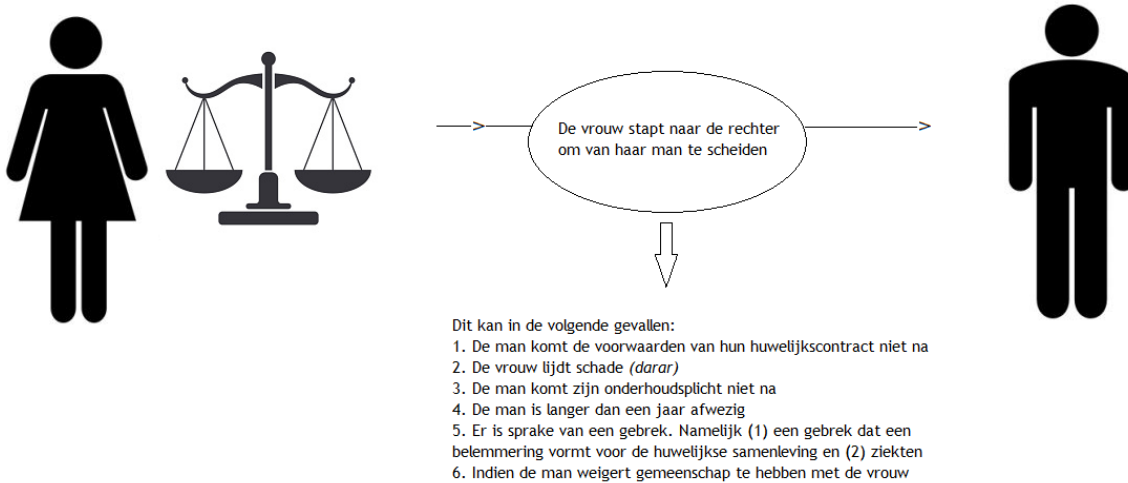 De vrouw stapt naar de rechter
om van haar man te scheiden
Dit kan in de volgende gevallen:
1. De man komt de voorwaarden van hun huwelijkscontract niet na
2. De vrouw lijdt schade (darar)
3. De man komt zijn onderhoudsplicht niet na
4. De man is langer dan een jaar afwezig
5. Er is sprake van een gebrek. Namelijk (1) een gebrek dat een
belemmering vormt voor de huwelijkse samenleving en (2) ziekten
6. Indien de man weigert gemeenschap te hebben met de vrouw